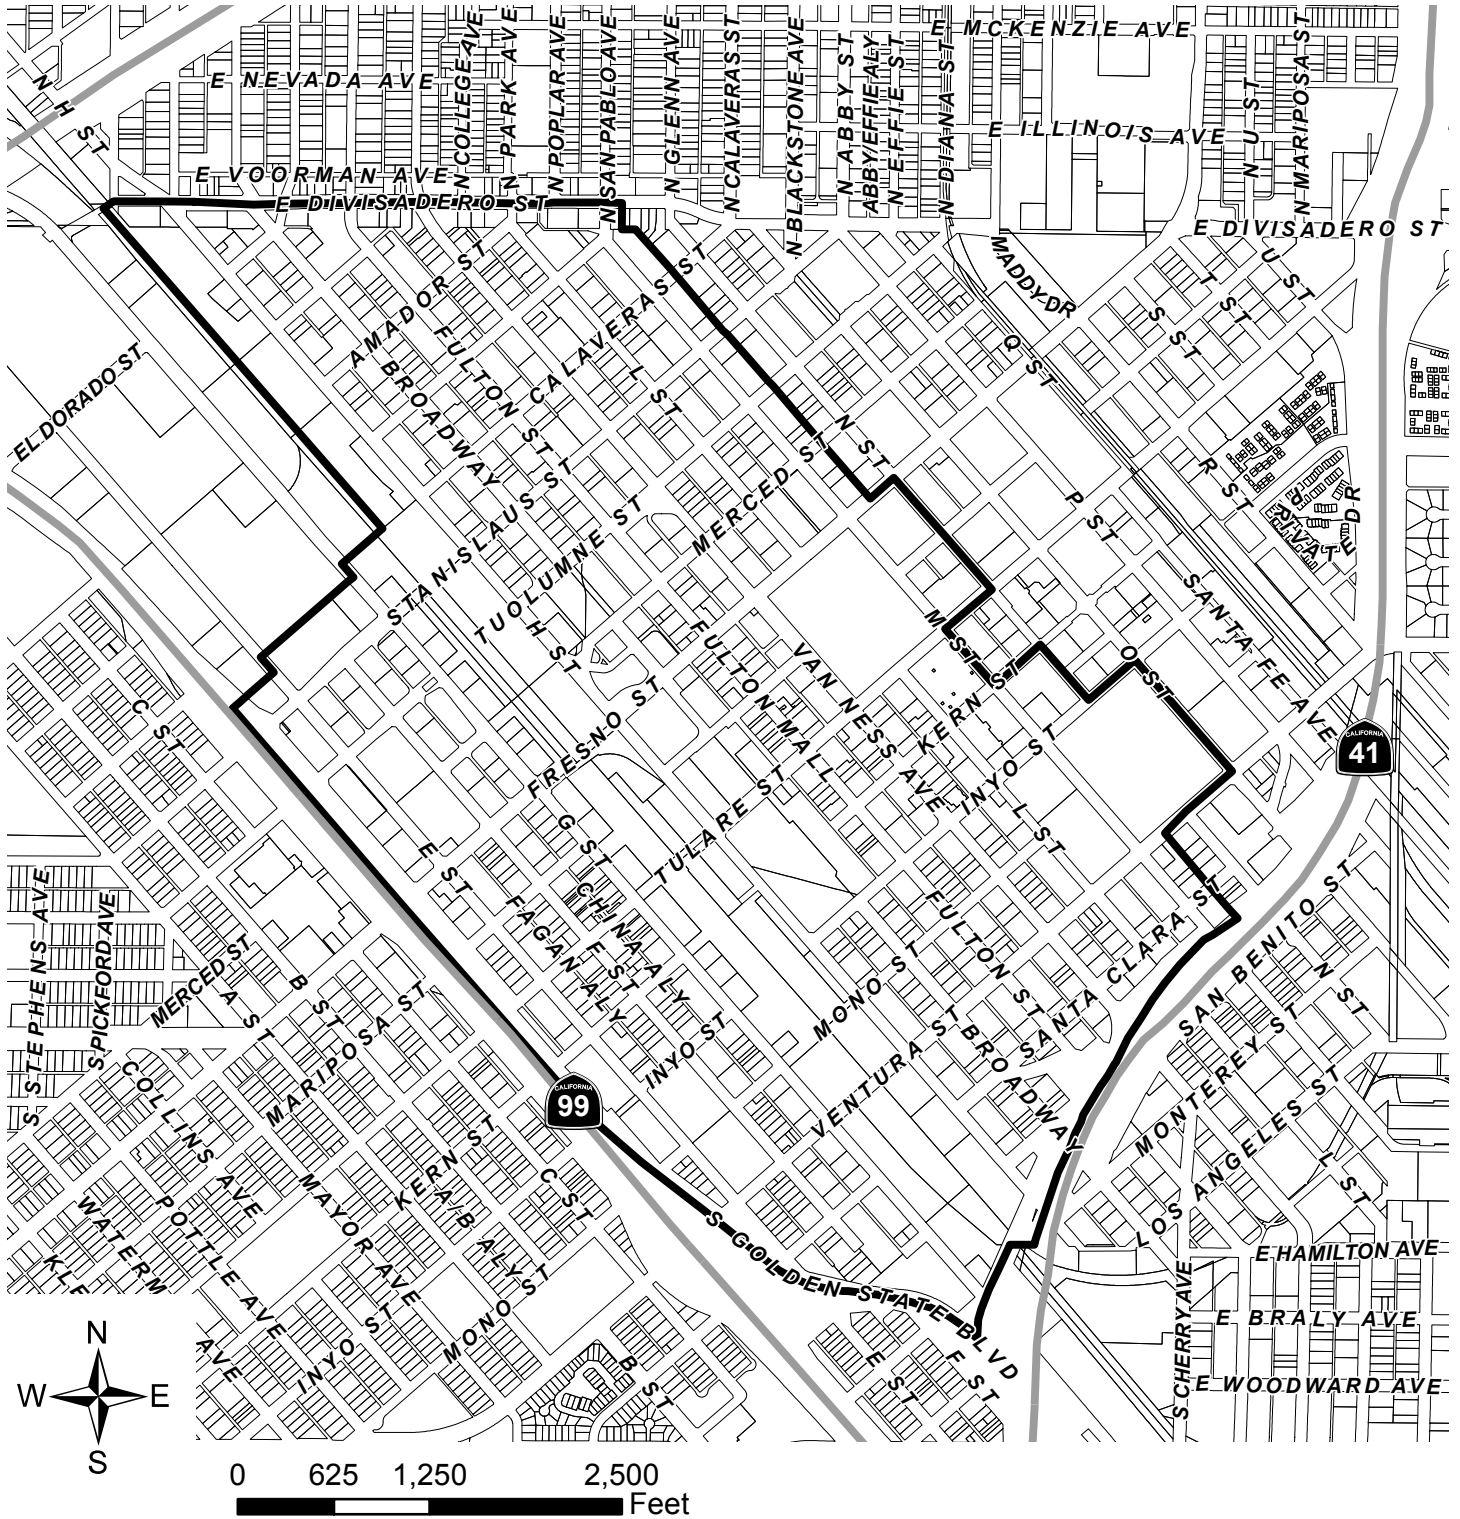 E MCKENZIE AVE
N H ST
E NEVADA AVE
N COLLEGE AVE
N PARK AVE
N POPLAR AVE
N SAN PABLO AVE
N GLENN AVE
N CALAVERAS ST
N BLACKSTONE AVE
N ABBY ST
ABBY EFFIE ALY
N EFFIE ST
N DIANA ST
E ILLINOIS AVE
N U ST
N MARIPOSA ST
E VOORMAN AVE
E DIVISADERO ST
E DIVISADERO ST
MADDY DR
U ST
T ST
S ST
AMADOR ST
CALAVERAS ST
FULTON ST
BROADWAY
L ST
Q ST
EL DORADO ST
N ST
MERCED ST
R ST
P ST
PRIVATE DR
STANISLAUS ST
TUOLUMNE ST
H ST
SANTA FE AVE
M ST
O ST
C ST
FULTON MALL
VAN NESS AVE
KERN ST
INYO ST
FRESNO ST
CALIFORNIA
41
E ST
G ST
TULARE ST
L ST
S STEPHENS AVE
S PICKFORD AVE
FAGAN ALY
CHINA ALY
F ST
FULTON ST
SANTA CLARA ST
SAN BENITO ST
MERCED ST
A ST
B ST
MARIPOSA ST
INYO ST
MONO ST
VENTURA ST
BROADWAY
N ST
MONTEREY ST
LOS ANGELES ST
L ST
CALIFORNIA
99
COLLINS AVE
POTTLE AVE
MAYOR AVE
KERN ST
A B ALY
C ST
ST
WATERM
KLE
AVE
INYO ST
MONO ST
S GOLDEN STATE BLVD
E HAMILTON AVE
S CHERRY AVE
E BRALY AVE
E WOODWARD AVE
B ST
E ST
F ST
N
W E
S
0 625 1,250 2,500
Feet